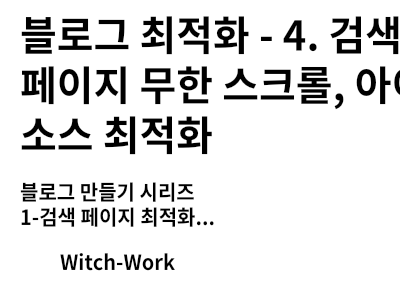 블로그 최적화 - 4. 검색
페이지 무한 스크롤, 아이
소스 최적화
블로그 만들기 시리즈
1-검색 페이지 최적화...
Witch-Work